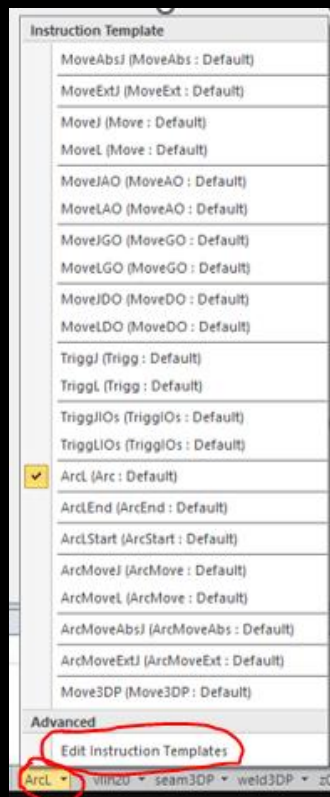 Instruction Template
MoveAbsJ (MoveAbs : Default)
MoveExtJ (MoveExt : Default)
MoveJ (Move : Default)
MoveL (Move : Default)
MoveJAO (MoveAO : Default)
MoveLAO (MoveAO : Default)
MoveJGO (MoveGO : Default)
MoveLGO (MoveGO : Default)
MoveJDO (MoveDO : Default)
MoveLDO (MoveDO : Default)
TriggJ (Trigg : Default)
TriggL (Trigg : Default)
TriggJIOs (TriggIOs : Default)
TriggLIOs (TriggIOs : Default)
ArcL (Arc : Default)
ArcLEnd (ArcEnd : Default)
ArcLStart (ArcStart : Default)
ArcMoveJ (ArcMove : Default)
ArcMoveL (ArcMove : Default)
ArcMoveAbsJ (ArcMoveAbs : Default)
ArcMoveExtJ (ArcMoveExt : Default)
Move3DP (Move3DP : Default)
Advanced
Edit Instruction Templates
ArcL vlin20 seam3DP weld3DP